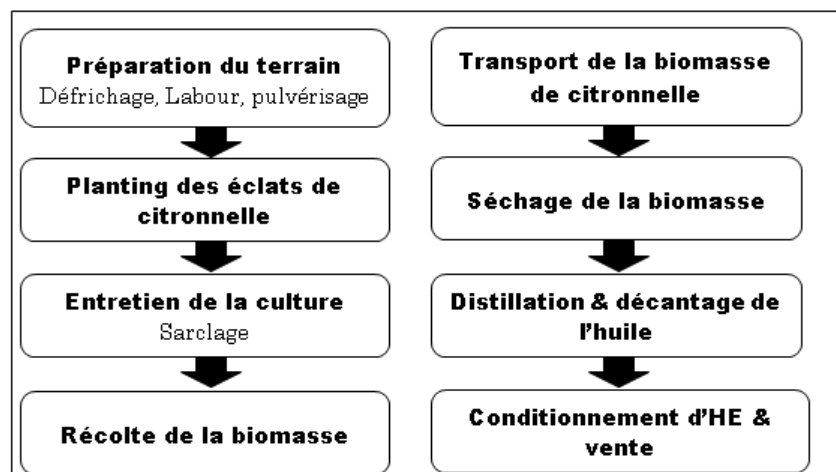 Préparation du terrain
Défrichage, Labour, pulvérisage
Planting des éclats de
citronnelle
Entretien de la culture
Sarclage
Récolte de la biomasse
Transport de la biomasse
de citronnelle
Séchage de la biomasse
Distillation & décantage de
l'huile
Conditionnement d'HE &
vente